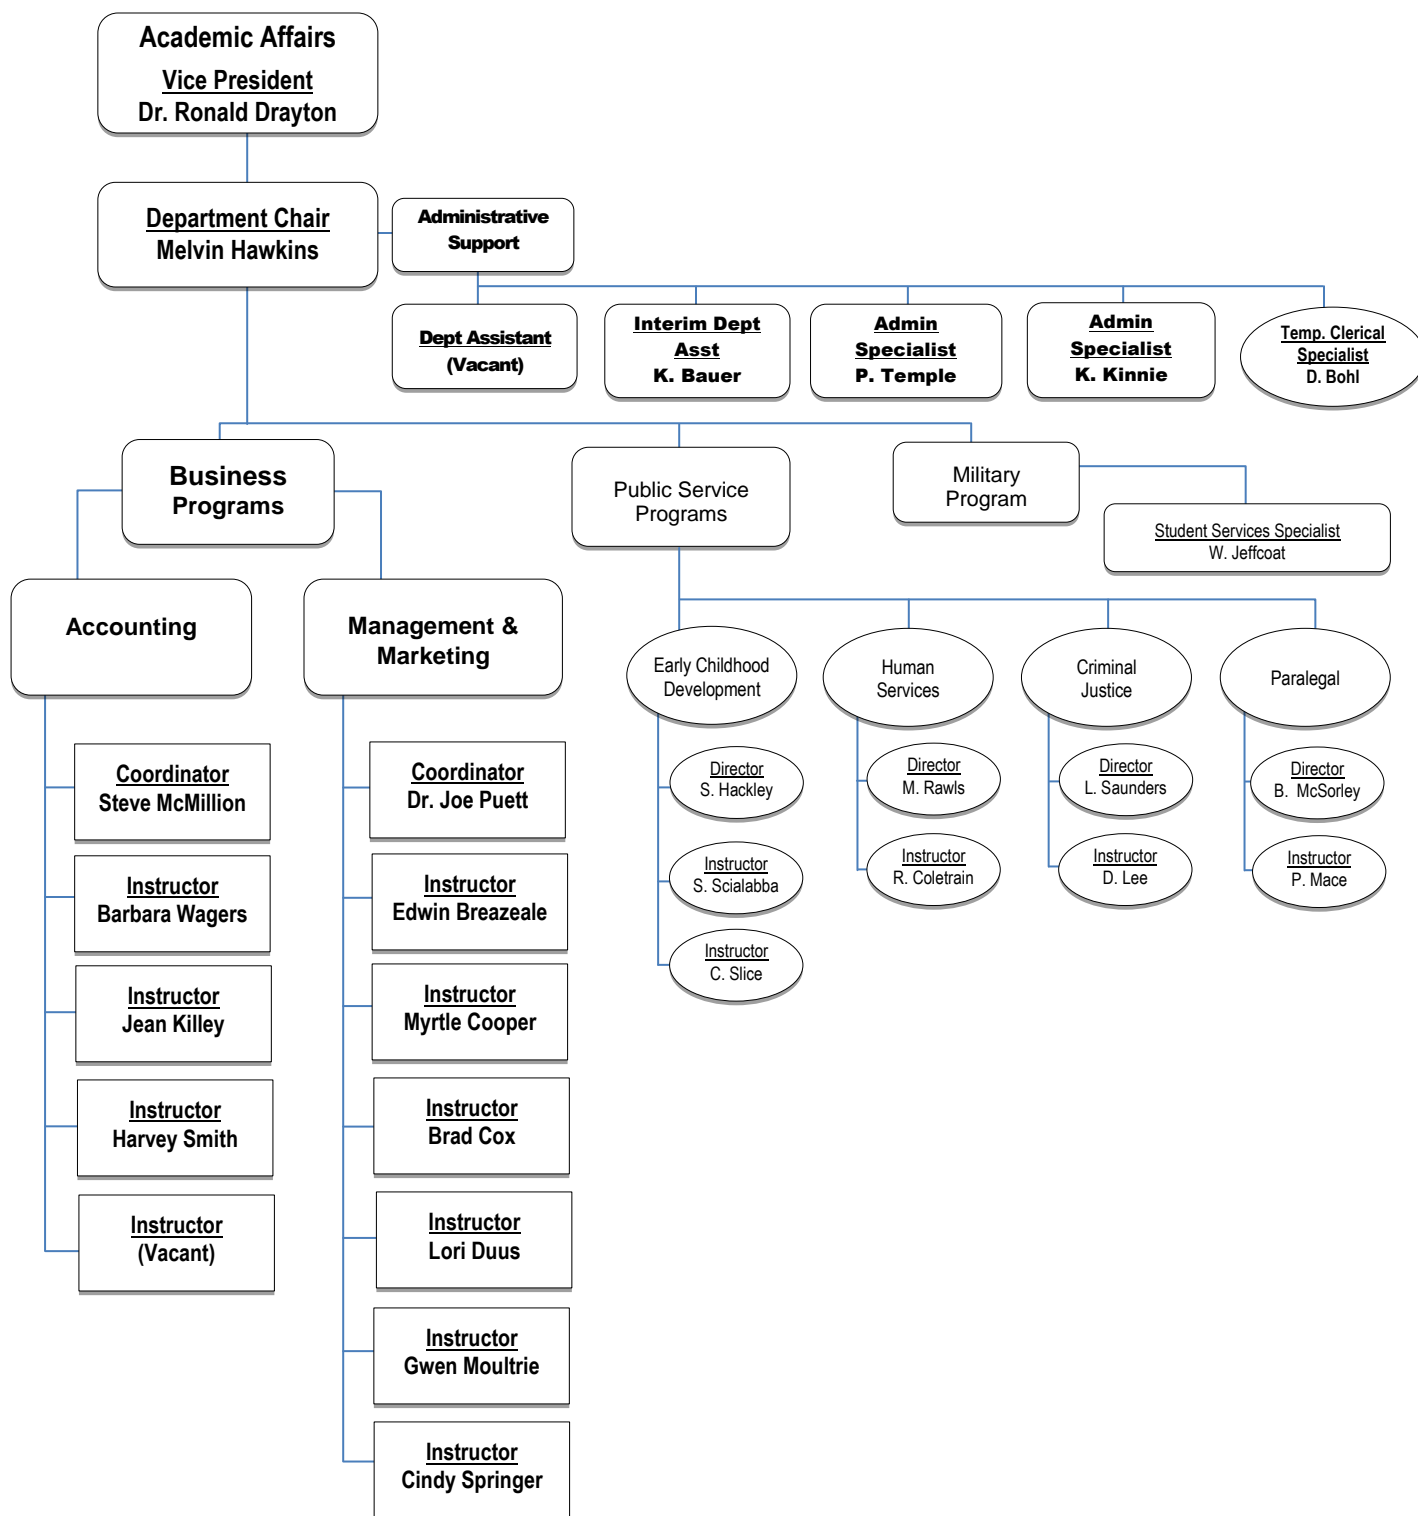 Academic Affairs
Vice President
Dr. Ronald Drayton
Department Chair
Melvin Hawkins
Administrative
Support
Dept Assistant
(Vacant)
Interim Dept
Asst
K. Bauer
Admin
Specialist
P. Temple
Admin
Specialist
K. Kinnie
Temp. Clerical
Specialist
D. Bohl
Business
Programs
Public Service
Programs
Military
Program
Student Services Specialist
W. Jeffcoat
Accounting
Management &
Marketing
Early Childhood
Development
Human
Services
Criminal
Justice
Paralegal
Coordinator
Steve McMillion
Instructor
Barbara Wagers
Instructor
Jean Killey
Instructor
Harvey Smith
Instructor
(Vacant)
Coordinator
Dr. Joe Puett
Instructor
Edwin Breazeale
Instructor
Myrtle Cooper
Instructor
Brad Cox
Instructor
Lori Duus
Instructor
Gwen Moultrie
Instructor
Cindy Springer
Director
S. Hackley
Instructor
S. Scialabba
Instructor
C. Slice
Director
M. Rawls
Instructor
R. Coletrain
Director
L. Saunders
Instructor
D. Lee
Director
B. McSorley
Instructor
P. Mace